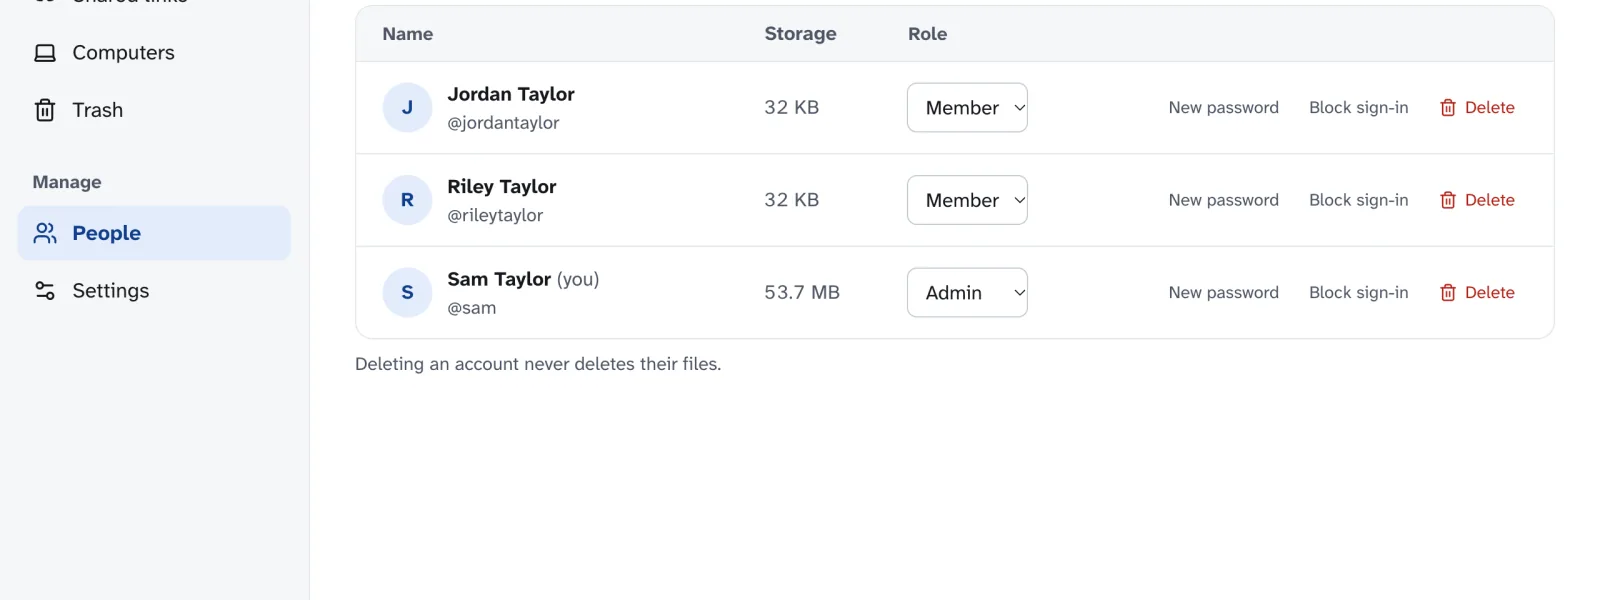 Shared links
Computers
Trash
Manage
People
Settings
Name Storage Role
J Jordan Taylor @jordantaylor 32 KB Member New password Block sign-in Delete
R Riley Taylor @rileytaylor 32 KB Member New password Block sign-in Delete
S Sam Taylor (you) @sam 53.7 MB Admin New password Block sign-in Delete
Deleting an account never deletes their files.